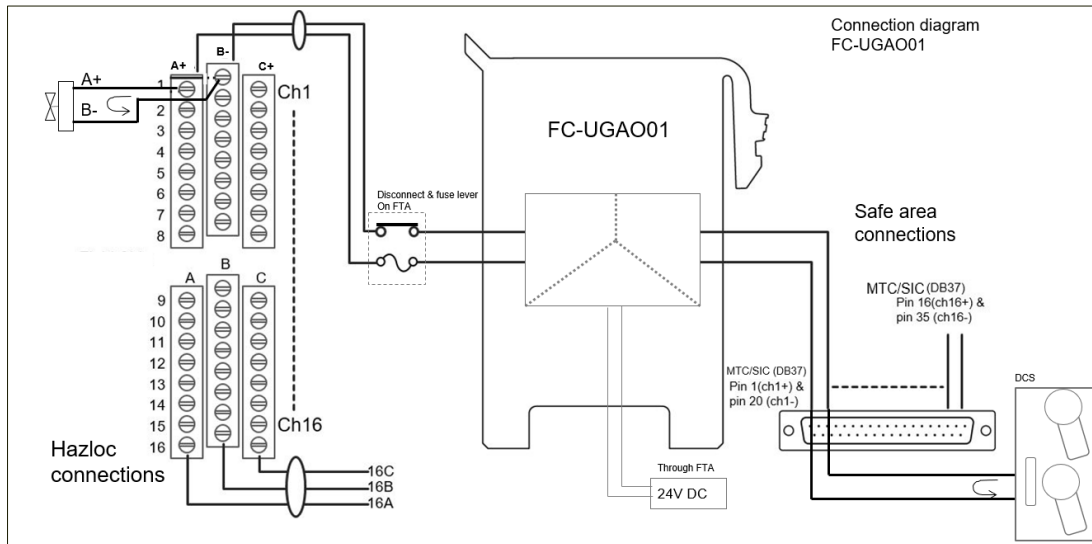 Connection diagram
FC-UGAO01
A+
B-
C+
A+
B-
1
2
3
4
5
6
7
8
Ch1
FC-UGAO01
Disconnect & fuse lever
On FTA
Safe area
connections
A
B
C
9
10
11
12
13
14
15
16
Ch16
MTC/SIC (DB37)
Pin 16(ch16+) &
pin 35 (ch16-)
MTC/SIC (DB37)
Pin 1(ch1+) &
pin 20 (ch1-)
DCS
Hazloc
connections
16C
16B
16A
Through FTA
24V DC